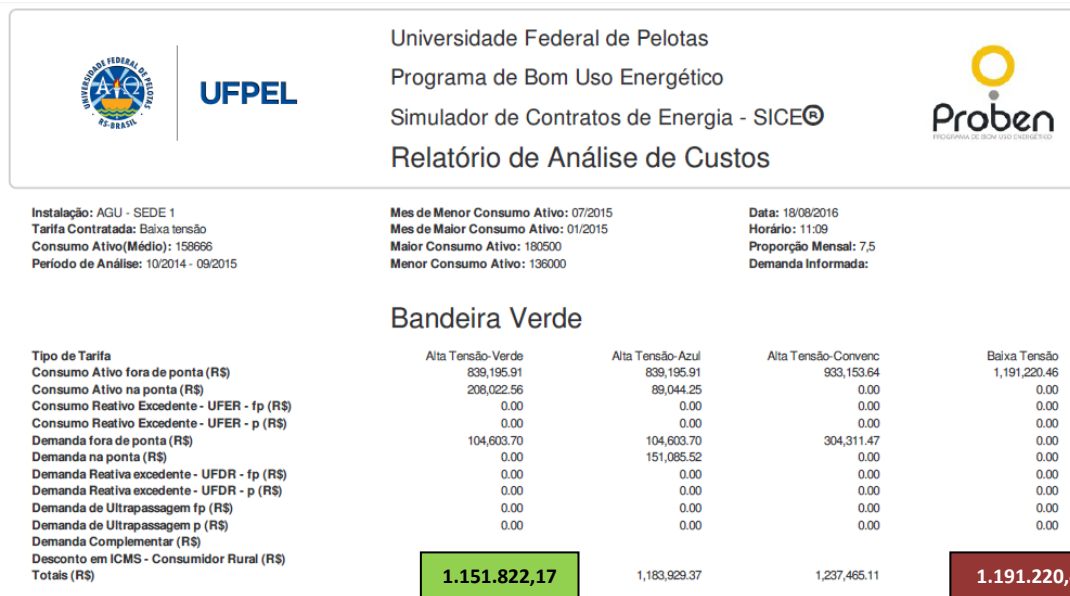 Universidade Federal de Pelotas
Programa de Bom Uso Energético
Simulador de Contratos de Energia - SICE®
Relatório de Análise de Custos
UNIVERSIDADE FEDERAL DE PELOTAS
RS-BRASIL
UFPEL
Proben
PROGRAMA DE BOM USO ENERGÉTICO
Instalação: AGU - SEDE 1 Mes de Menor Consumo Ativo: 07/2015 Data: 18/08/2016
Tarifa Contratada: Baixa tensão Mes de Maior Consumo Ativo: 01/2015 Horário: 11:09
Consumo Ativo(Médio): 158666 Maior Consumo Ativo: 180500 Proporção Mensal: 7,5
Período de Análise: 10/2014 - 09/2015 Menor Consumo Ativo: 136000 Demanda Informada:
Bandeira Verde
Tipo de Tarifa Alta Tensão-Verde Alta Tensão-Azul Alta Tensão-Convenc Baixa Tensão
Consumo Ativo fora de ponta (R$) 839,195.91 839,195.91 933,153.64 1,191,220.46
Consumo Ativo na ponta (R$) 208,022.56 89,044.25 0.00 0.00
Consumo Reativo Excedente - UFER - fp (R$) 0.00 0.00 0.00 0.00
Consumo Reativo Excedente - UFER - p (R$) 0.00 0.00 0.00 0.00
Demanda fora de ponta (R$) 104,603.70 104,603.70 304,311.47 0.00
Demanda na ponta (R$) 0.00 151,085.52 0.00 0.00
Demanda Reativa excedente - UFDR - fp (R$) 0.00 0.00 0.00 0.00
Demanda Reativa excedente - UFDR - p (R$) 0.00 0.00 0.00 0.00
Demanda de Ultrapassagem fp (R$) 0.00 0.00 0.00 0.00
Demanda de Ultrapassagem p (R$) 0.00 0.00 0.00 0.00
Demanda Complementar (R$)
Desconto em ICMS - Consumidor Rural (R$)
Totais (R$) 1.151.822,17 1,183,929.37 1,237,465.11 1.191.220,